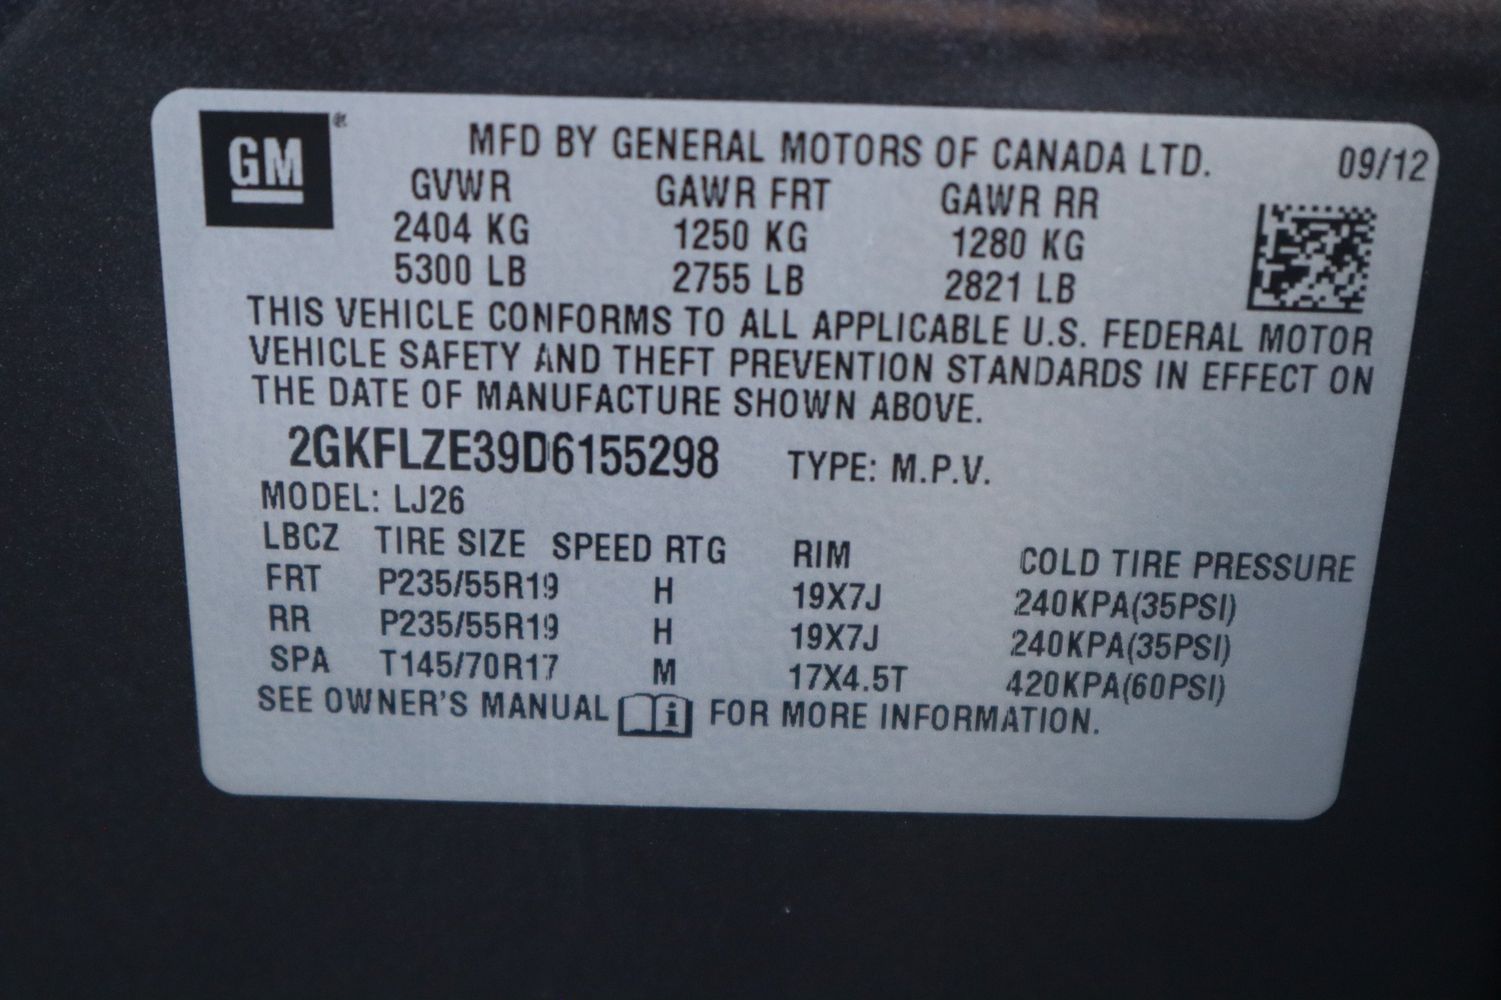 GM ®
MFD BY GENERAL MOTORS OF CANADA LTD. 09/12
GVWR GAWR FRT GAWR RR
2404 KG 1250 KG 1280 KG
5300 LB 2755 LB 2821 LB
THIS VEHICLE CONFORMS TO ALL APPLICABLE U.S. FEDERAL MOTOR
VEHICLE SAFETY AND THEFT PREVENTION STANDARDS IN EFFECT ON
THE DATE OF MANUFACTURE SHOWN ABOVE.
2GKFLZE39D6155298 TYPE: M.P.V.
MODEL: LJ26
LBCZ TIRE SIZE SPEED RTG RIM COLD TIRE PRESSURE
FRT P235/55R19 H 19X7J 240KPA(35PSI)
RR P235/55R19 H 19X7J 240KPA(35PSI)
SPA T145/70R17 M 17X4.5T 420KPA(60PSI)
SEE OWNER'S MANUAL i FOR MORE INFORMATION.